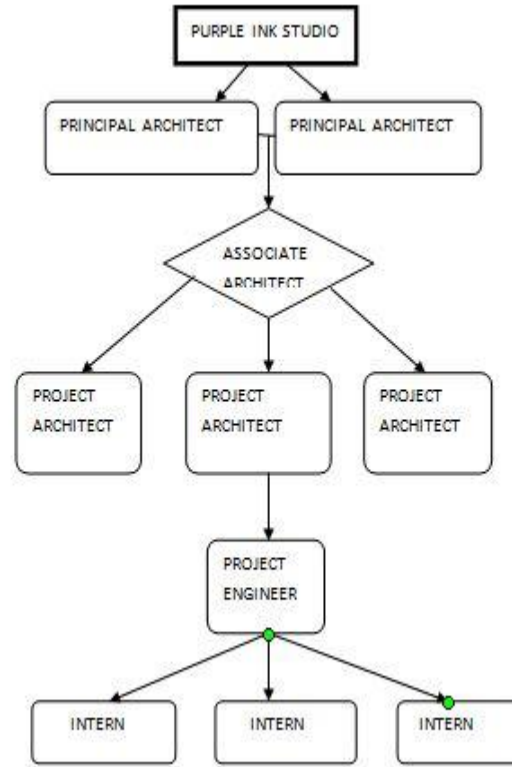 PURPLE INK STUDIO
PRINCIPAL ARCHITECT
PRINCIPAL ARCHITECT
ASSOCIATE
ARCHITECT
PROJECT
ARCHITECT
PROJECT
ARCHITECT
PROJECT
ARCHITECT
PROJECT
ENGINEER
INTERN
INTERN
INTERN